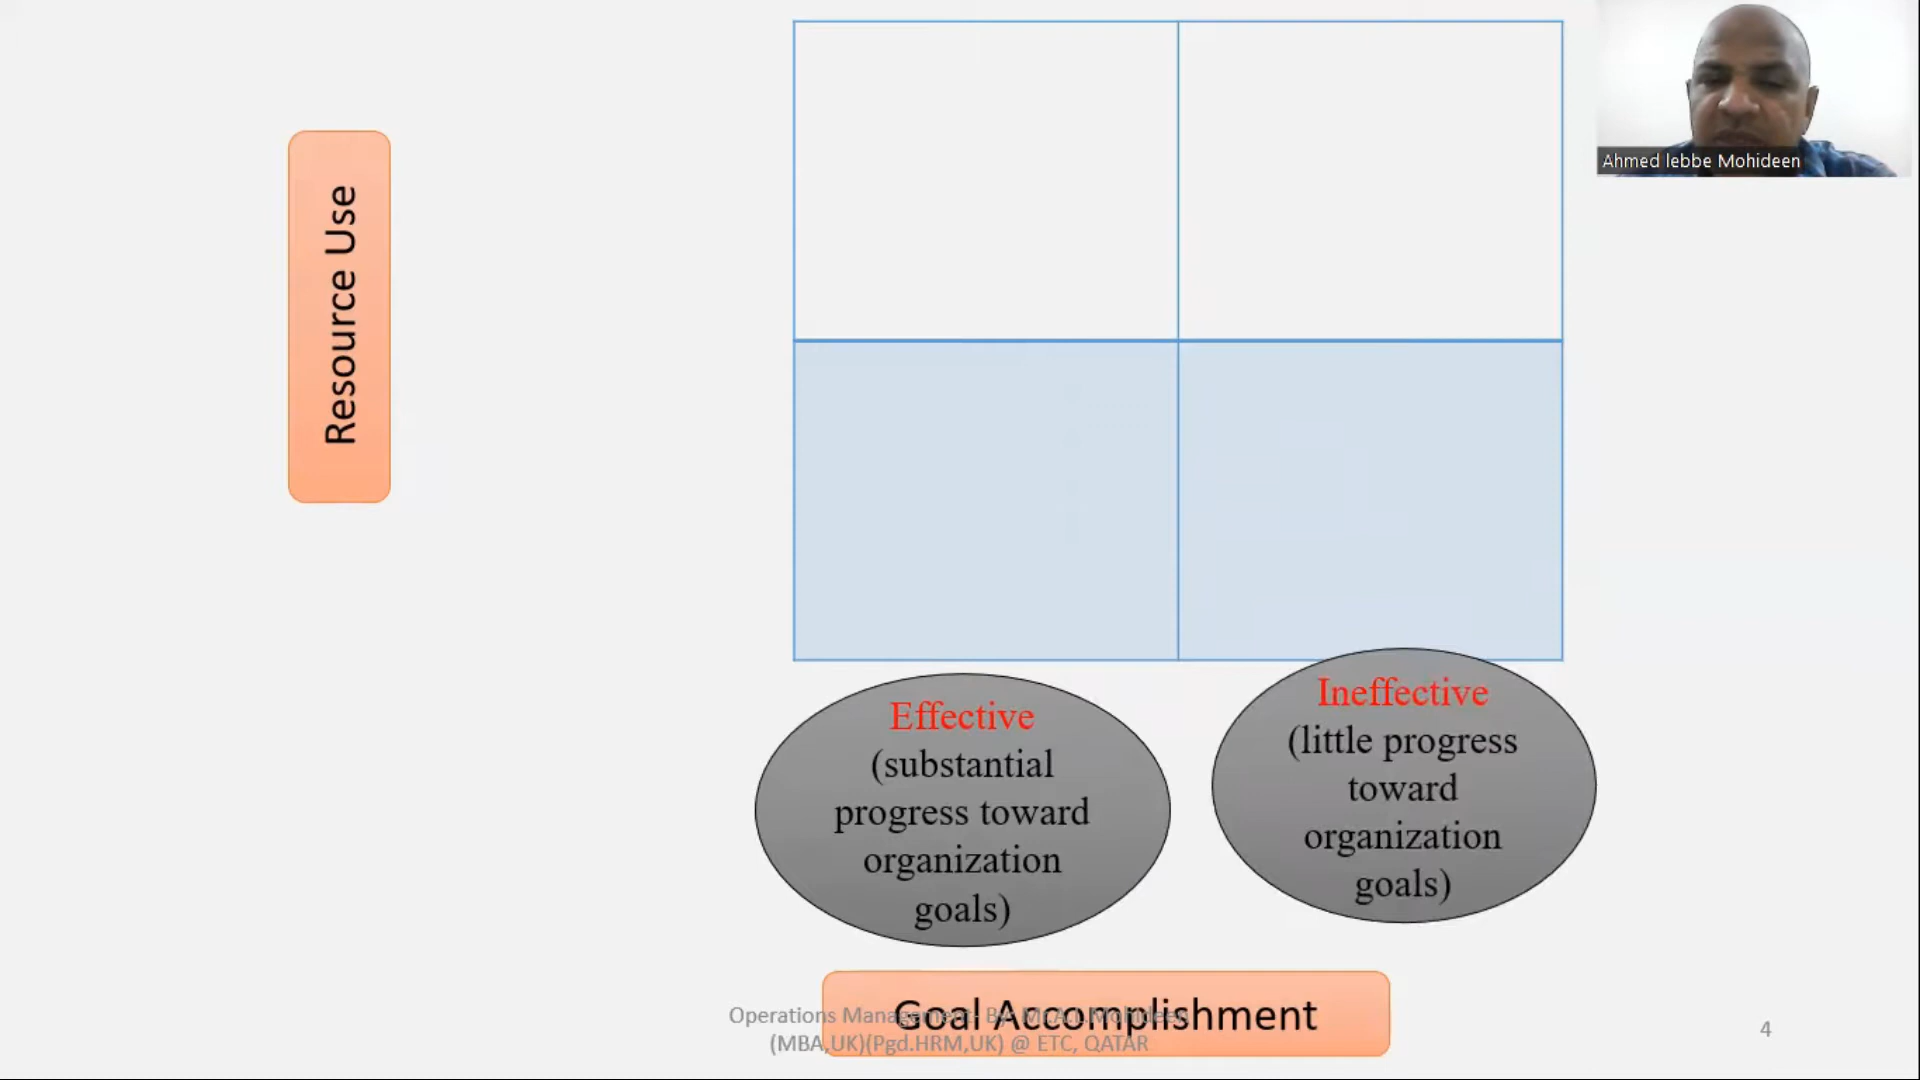 Resource Use
Ahmed lebbe Mohideen
Effective
(substantial
progress toward
organization
goals)
Ineffective
(little progress
toward
organization
goals)
Goal Accomplishment
Operations Management- By: Mr.A.L.Mohideen
(MBA,UK)(Pgd.HRM,UK) @ ETC, QATAR
4